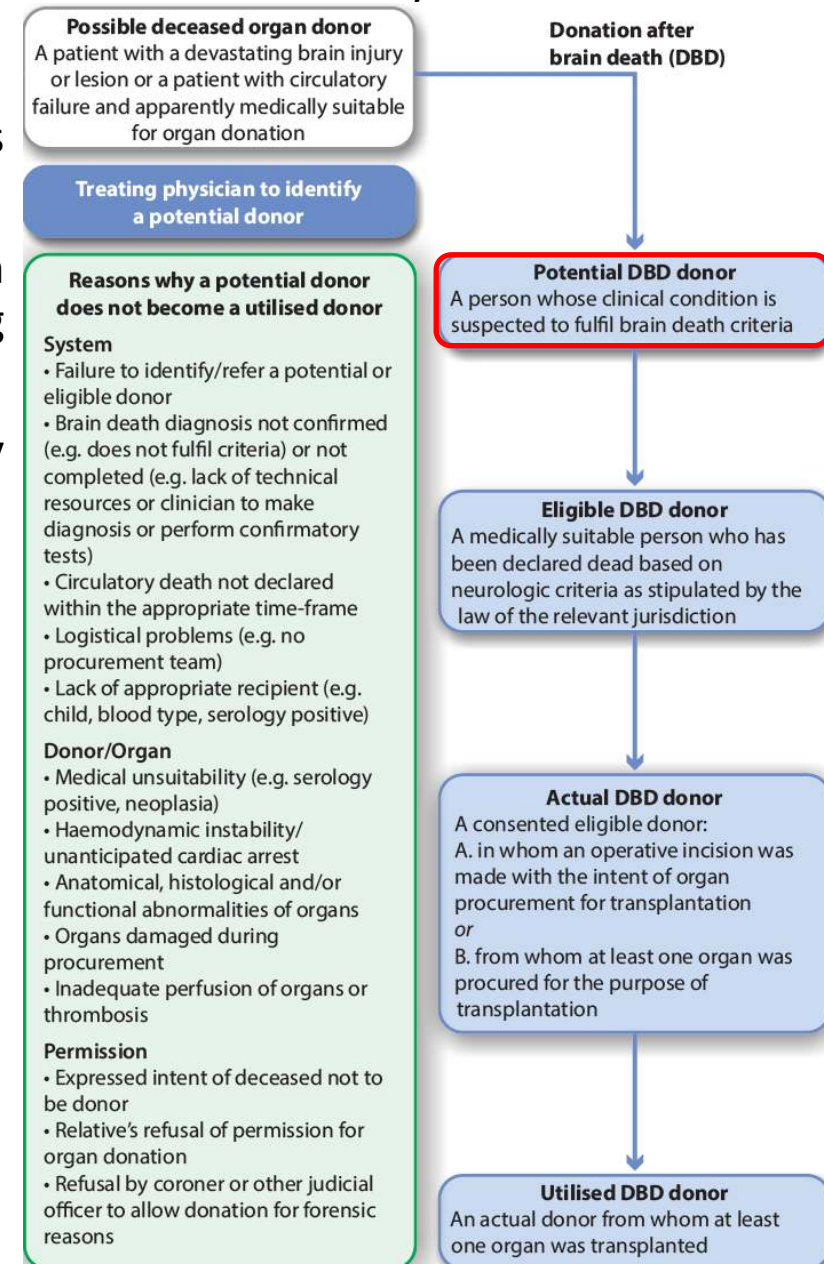 Possible deceased organ donor
A patient with a devastating brain injury
or lesion or a patient with circulatory
failure and apparently medically suitable
for organ donation
Donation after
brain death (DBD)
Treating physician to identify
a potential donor
Reasons why a potential donor
does not become a utilised donor
System
• Failure to identify/refer a potential or
eligible donor
• Brain death diagnosis not confirmed
(e.g. does not fulfil criteria) or not
completed (e.g. lack of technical
resources or clinician to make
diagnosis or perform confirmatory
tests)
• Circulatory death not declared
within the appropriate time-frame
• Logistical problems (e.g. no
procurement team)
• Lack of appropriate recipient (e.g.
child, blood type, serology positive)
Donor/Organ
• Medical unsuitability (e.g. serology
positive, neoplasia)
• Haemodynamic instability/
unanticipated cardiac arrest
• Anatomical, histological and/or
functional abnormalities of organs
• Organs damaged during
procurement
• Inadequate perfusion of organs or
thrombosis
Permission
• Expressed intent of deceased not to
be donor
• Relative's refusal of permission for
organ donation
• Refusal by coroner or other judicial
officer to allow donation for forensic
reasons
Potential DBD donor
A person whose clinical condition is
suspected to fulfil brain death criteria
Eligible DBD donor
A medically suitable person who has
been declared dead based on
neurologic criteria as stipulated by the
law of the relevant jurisdiction
Actual DBD donor
A consented eligible donor:
A. in whom an operative incision was
made with the intent of organ
procurement for transplantation
or
B. from whom at least one organ was
procured for the purpose of
transplantation
Utilised DBD donor
An actual donor from whom at least
one organ was transplanted